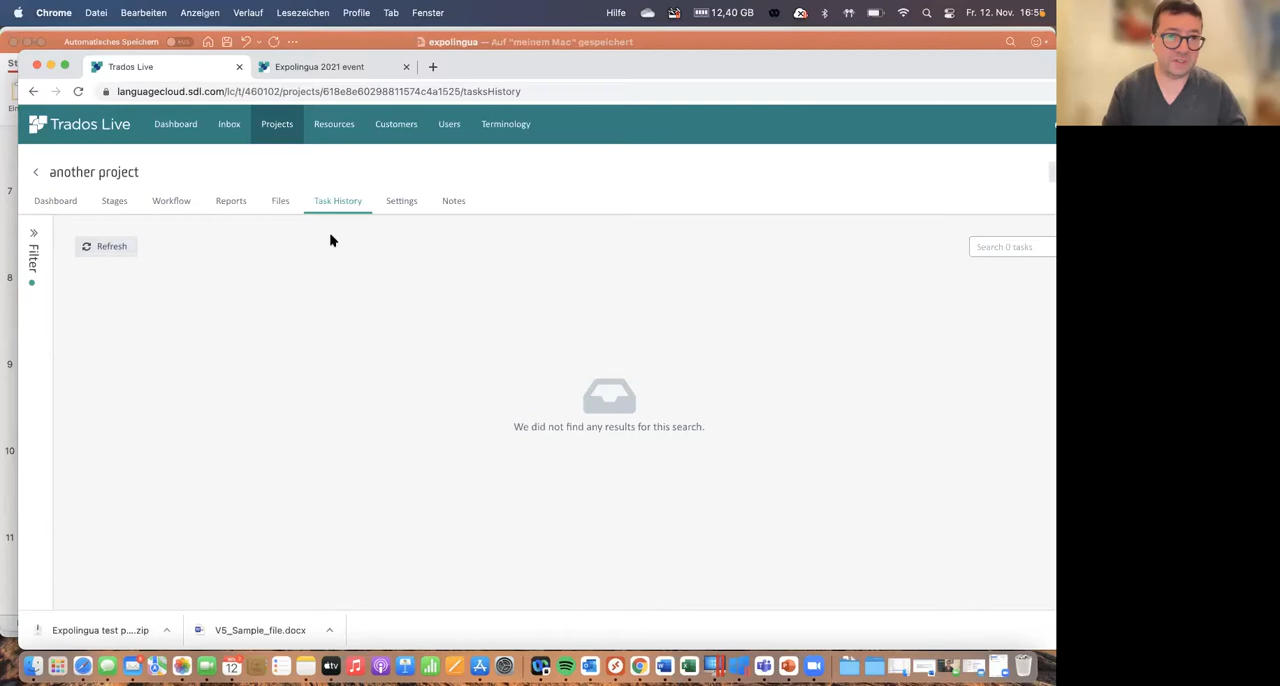 Chrome Datei Bearbeiten Anzeigen Verlauf Lesezeichen Profile Tab Fenster Hilfe 12,40 GB Fr. 12. Nov. 16:55
Automatisches Speichern expolingua — Auf "meinem Mac" gespeichert
St
Trados Live Expolingua 2021 event
Ein
languagecloud.sdl.com/lc/t/460102/projects/618e8e60298811574c4a1525/tasksHistory
Trados Live Dashboard Inbox Projects Resources Customers Users Terminology
another project
7
Dashboard Stages Workflow Reports Files Task History Settings Notes
Refresh Search 0 tasks
Filter
8
9
We did not find any results for this search.
10
11
Expolingua test p....zip V5_Sample_file.docx
NOV.
12